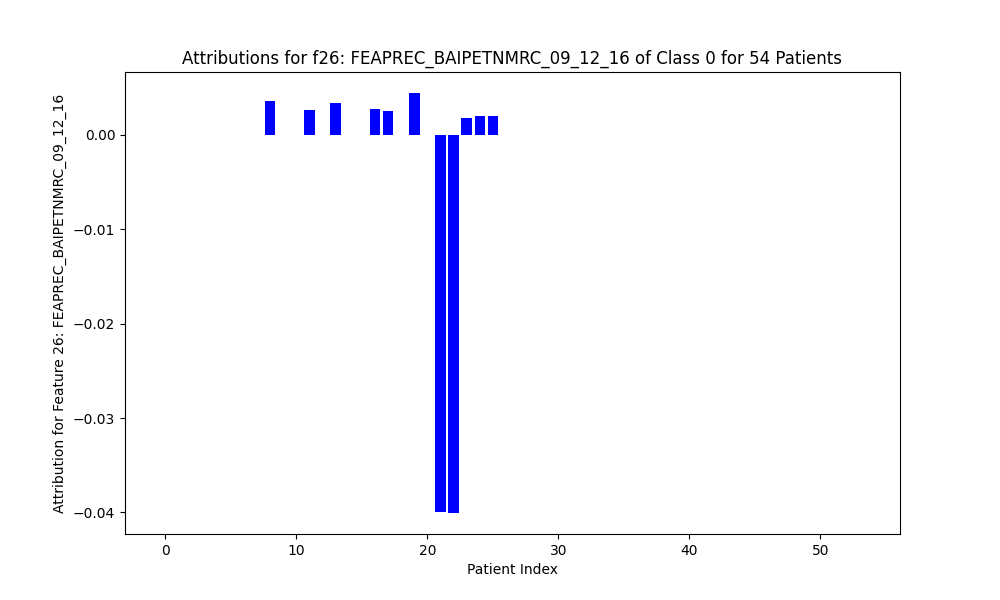 Attributions for f26: FEAPREC_BAIPETNMRC_09_12_16 of Class 0 for 54 Patients
Attribution for Feature 26: FEAPREC_BAIPETNMRC_09_12_16
0.00
−0.01
−0.02
−0.03
−0.04
0 10 20 30 40 50
Patient Index